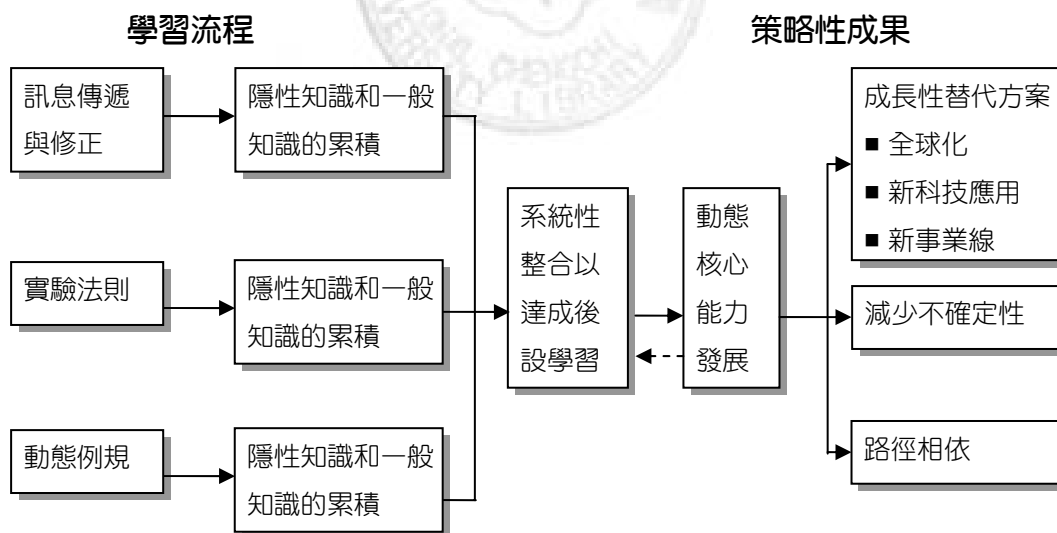 學習流程
策略性成果
訊息傳遞
與修正
隱性知識和一般
知識的累積
實驗法則
隱性知識和一般
知識的累積
動態例規
隱性知識和一般
知識的累積
系統性
整合以
達成後
設學習
動態
核心
能力
發展
成長性替代方案
■ 全球化
■ 新科技應用
■ 新事業線
減少不確定性
路徑相依